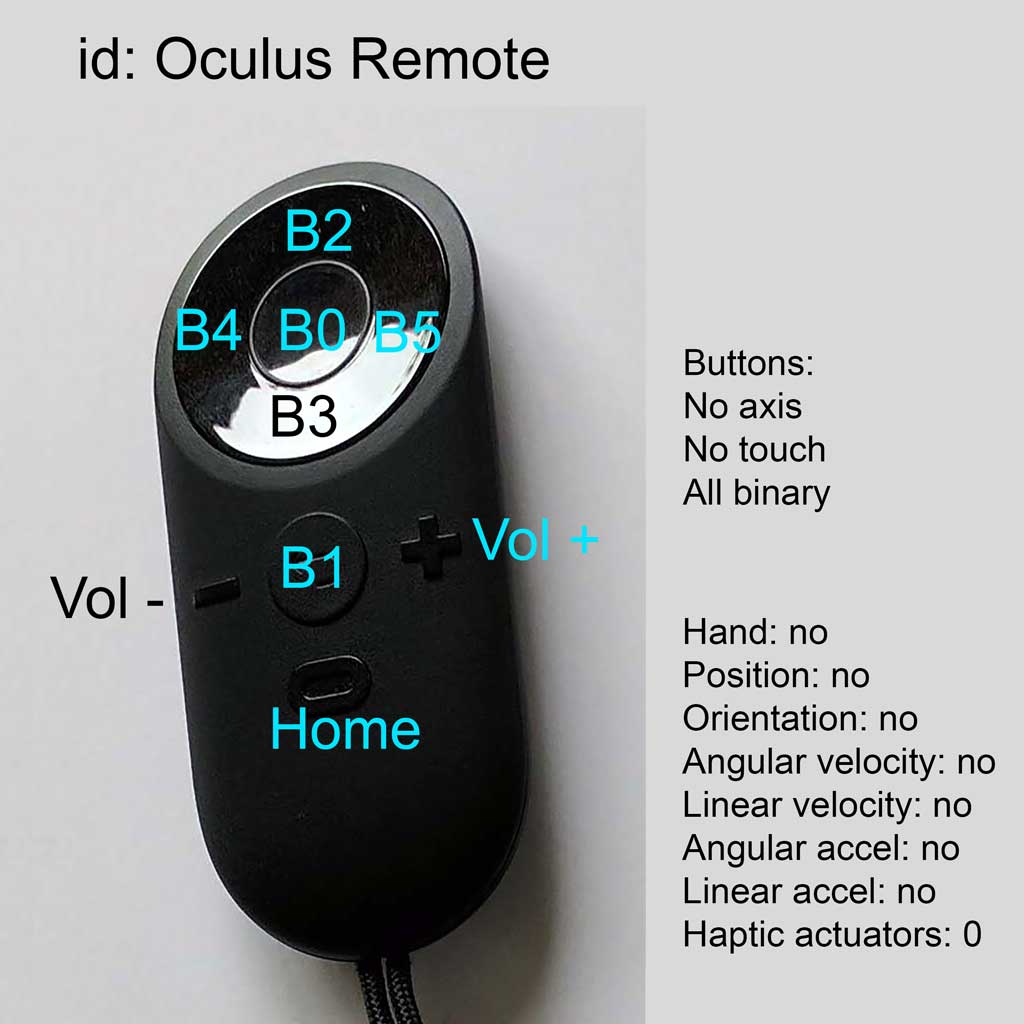 id: Oculus Remote
B2
B4 B0 B5
B3
B1
Vol +
Vol -
Home
Buttons:
No axis
No touch
All binary
Hand: no
Position: no
Orientation: no
Angular velocity: no
Linear velocity: no
Angular accel: no
Linear accel: no
Haptic actuators: 0